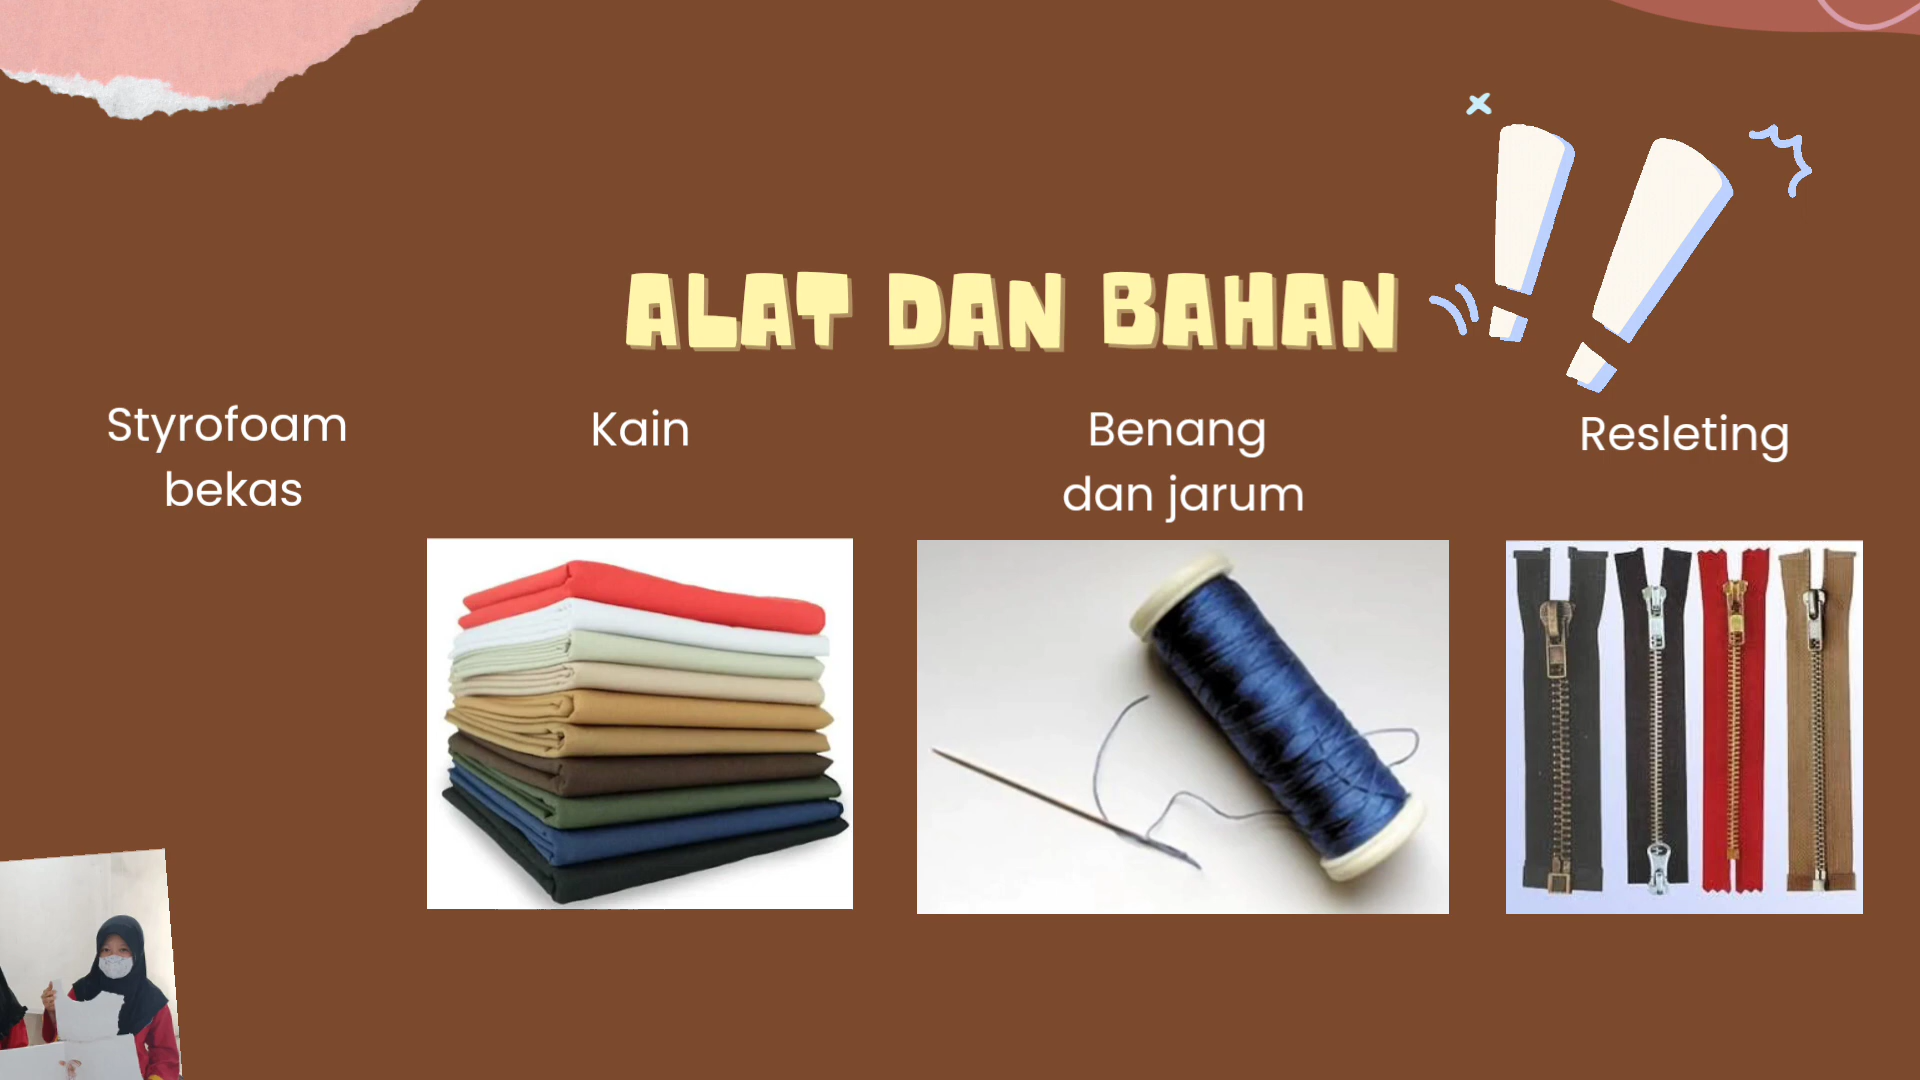 ALAT DAN BAHAN
Styrofoam
bekas
Kain
Benang
dan jarum
Resleting